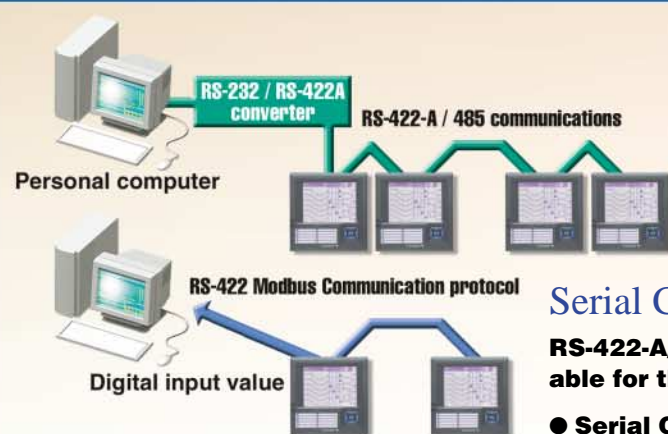 RS-232 / RS-422A
converter
RS-422-A / 485 communications
Personal computer
RS-422 Modbus Communication protocol
Digital input value
Serial
RS-422-A
able for
● Serial